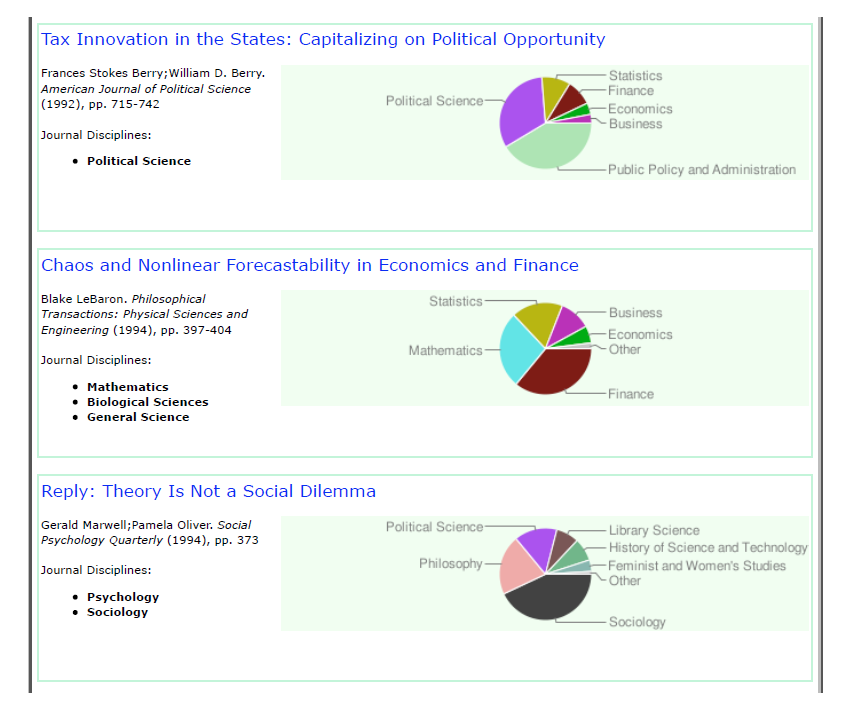 Tax Innovation in the States: Capitalizing on Political Opportunity
Frances Stokes Berry;William D. Berry.
American Journal of Political Science
(1992), pp. 715-742
Journal Disciplines:
• Political Science
Statistics
Finance
Political Science
Economics
Business
Public Policy and Administration
Chaos and Nonlinear Forecastability in Economics and Finance
Blake LeBaron. Philosophical
Transactions: Physical Sciences and
Engineering (1994), pp. 397-404
Journal Disciplines:
• Mathematics
• Biological Sciences
• General Science
Statistics
Business
Economics
Mathematics
Other
Finance
Reply: Theory Is Not a Social Dilemma
Gerald Marwell;Pamela Oliver. Social
Psychology Quarterly (1994), pp. 373
Journal Disciplines:
• Psychology
• Sociology
Political Science
Library Science
History of Science and Technology
Philosophy
Feminist and Women's Studies
Other
Sociology